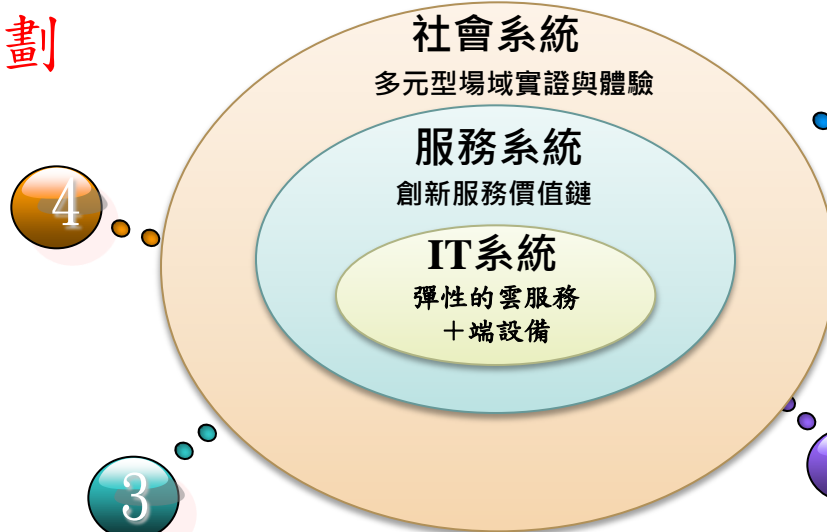 劃
社會系統
多元型場域實證與體驗
服務系統
創新服務價值鏈
4
IT系統
彈性的雲服務
＋端設備
3